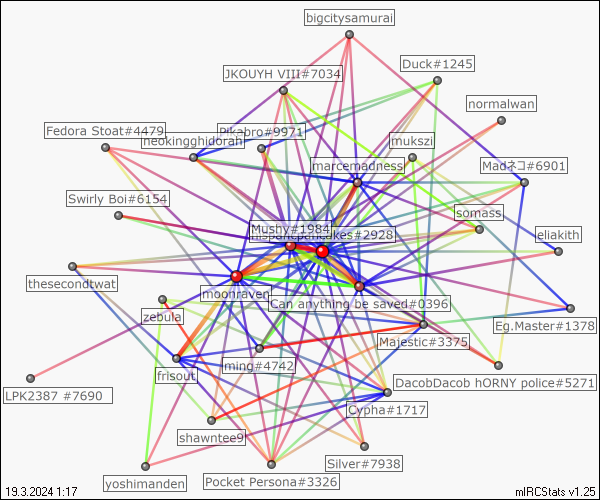 bigcitysamurai
Duck#1245
JKOUYH VIII#7034
normalwan
Fedora Stoat#4479
Pikabro#9971
neokingghidorah
mukszi
marcemadnessi
Madネコ#6901
Swirly Boi#6154
somass
Mushy#1984
cakes#2928
eliakith
thesecondtwat
moonraven
Can anything be saved#0396
zebula
Eg.Master#1378
Majestic#3375
ming#4742
frisout
DacobDacob hORNY police#5271
LPK2387 #7690
Cypha#1717
shawntee9
Silver#7938
yoshimanden
Pocket Persona#3326
19.3.2024 1:17
mIRCStats v1.25